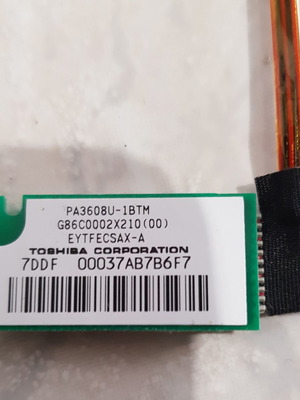 PA3608U-1BTM
G86C0002X210(00)
EYTFECSAX-A
TOSHIBA CORPORATION
7DDF 00037AB7B6F7